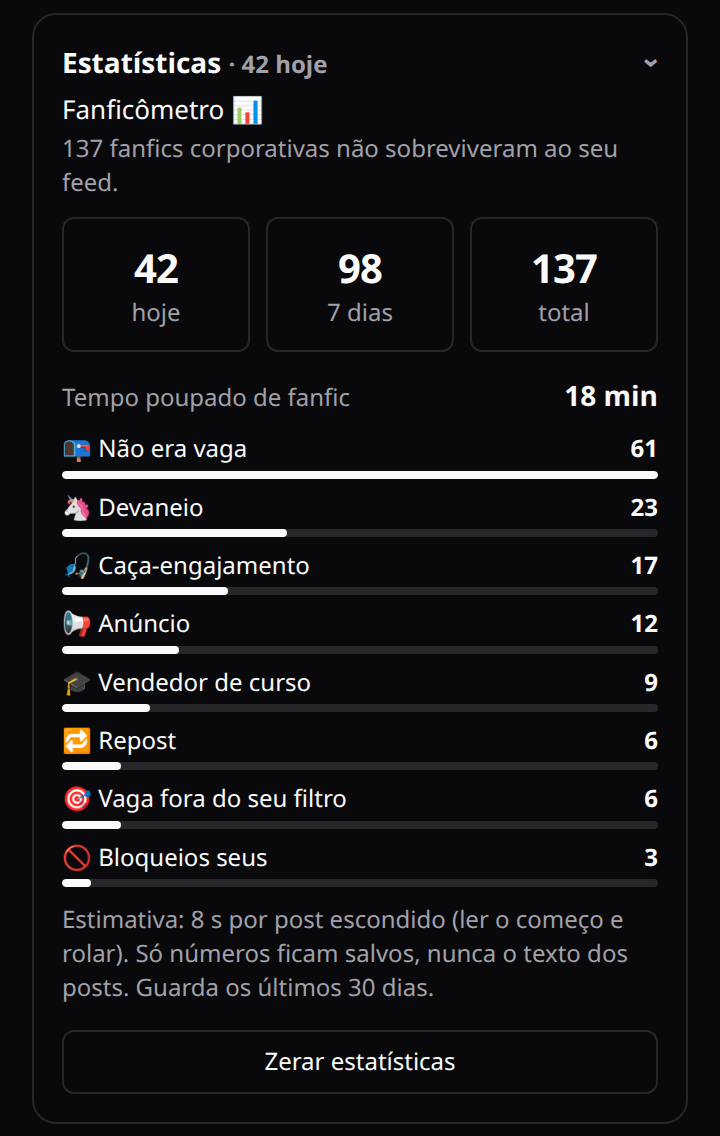 Estatísticas · 42 hoje
Fanficômetro 📊
137 fanfics corporativas não sobreviveram ao seu
feed.
42 98 137
hoje 7 dias total
Tempo poupado de fanfic 18 min
📪 Não era vaga 61
🦄 Devaneio 23
🎣 Caça-engajamento 17
📢 Anúncio 12
🎓 Vendedor de curso 9
🔁 Repost 6
🎯 Vaga fora do seu filtro 6
🚫 Bloqueios seus 3
Estimativa: 8 s por post escondido (ler o começo e
rolar). Só números ficam salvos, nunca o texto dos
posts. Guarda os últimos 30 dias.
Zerar estatísticas